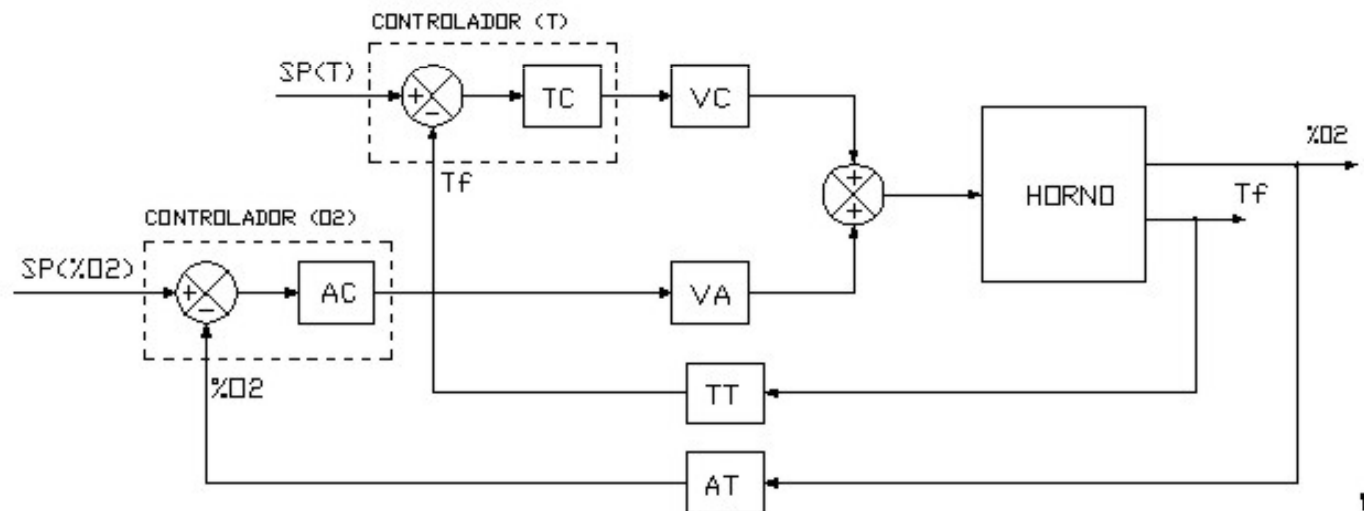 CONTROLADOR (T)
SP(T)
+
-
TC
VC
Tf
+
+
HORNO
%O2
Tf
CONTROLADOR (O2)
SP(%O2)
+
-
AC
VA
%O2
TT
AT